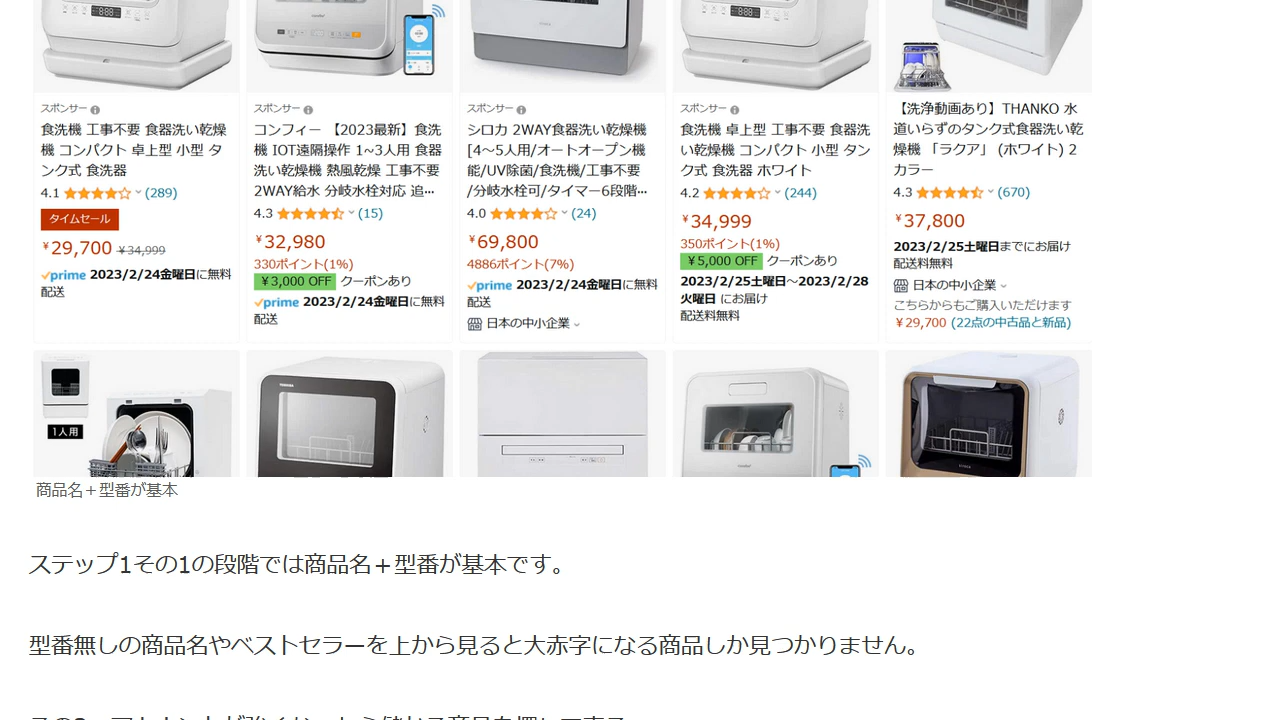 スポンサー
食洗機 工事不要 食器洗い乾燥
機 コンパクト 卓上型 小型 タ
ンク式 食洗器
4.1 (289)
タイムセール
¥29,700 ¥34,999
prime 2023/2/24金曜日に無料
配送
スポンサー
コンフィー 【2023最新】食洗
機 IOT遠隔操作 1~3人用 食器
洗い乾燥機 熱風乾燥 工事不要
2WAY給水 分岐水栓対応 追…
4.3 (15)
¥32,980
330ポイント(1%)
¥3,000 OFF クーポンあり
prime 2023/2/24金曜日に無料
配送
スポンサー
シロカ 2WAY食器洗い乾燥機
[4〜5人用/オートオープン機
能/UV除菌/食洗機/工事不要
/分岐水栓可/タイマー6段階…
4.0 (24)
¥69,800
4886ポイント(7%)
prime 2023/2/24金曜日に無料
配送
日本の中小企業
スポンサー
食洗機 卓上型 工事不要 食器洗
い乾燥機 コンパクト 小型 タン
ク式 食洗器 ホワイト
4.2 (244)
¥34,999
350ポイント(1%)
¥5,000 OFF クーポンあり
2023/2/25土曜日〜2023/2/28
火曜日 にお届け
配送料無料
【洗浄動画あり】THANKO 水
道いらずのタンク式食器洗い乾
燥機 「ラクア」 (ホワイト) 2
カラー
4.3 (670)
¥37,800
2023/2/25土曜日までにお届け
配送料無料
日本の中小企業
こちらからもご購入いただけます
¥29,700 (22点の中古品と新品)
1人用
TOSHIBA
商品名＋型番が基本
ステップ1その1の段階では商品名＋型番が基本です。
型番無しの商品名やベストセラーを上から見ると大赤字になる商品しか見つかりません。